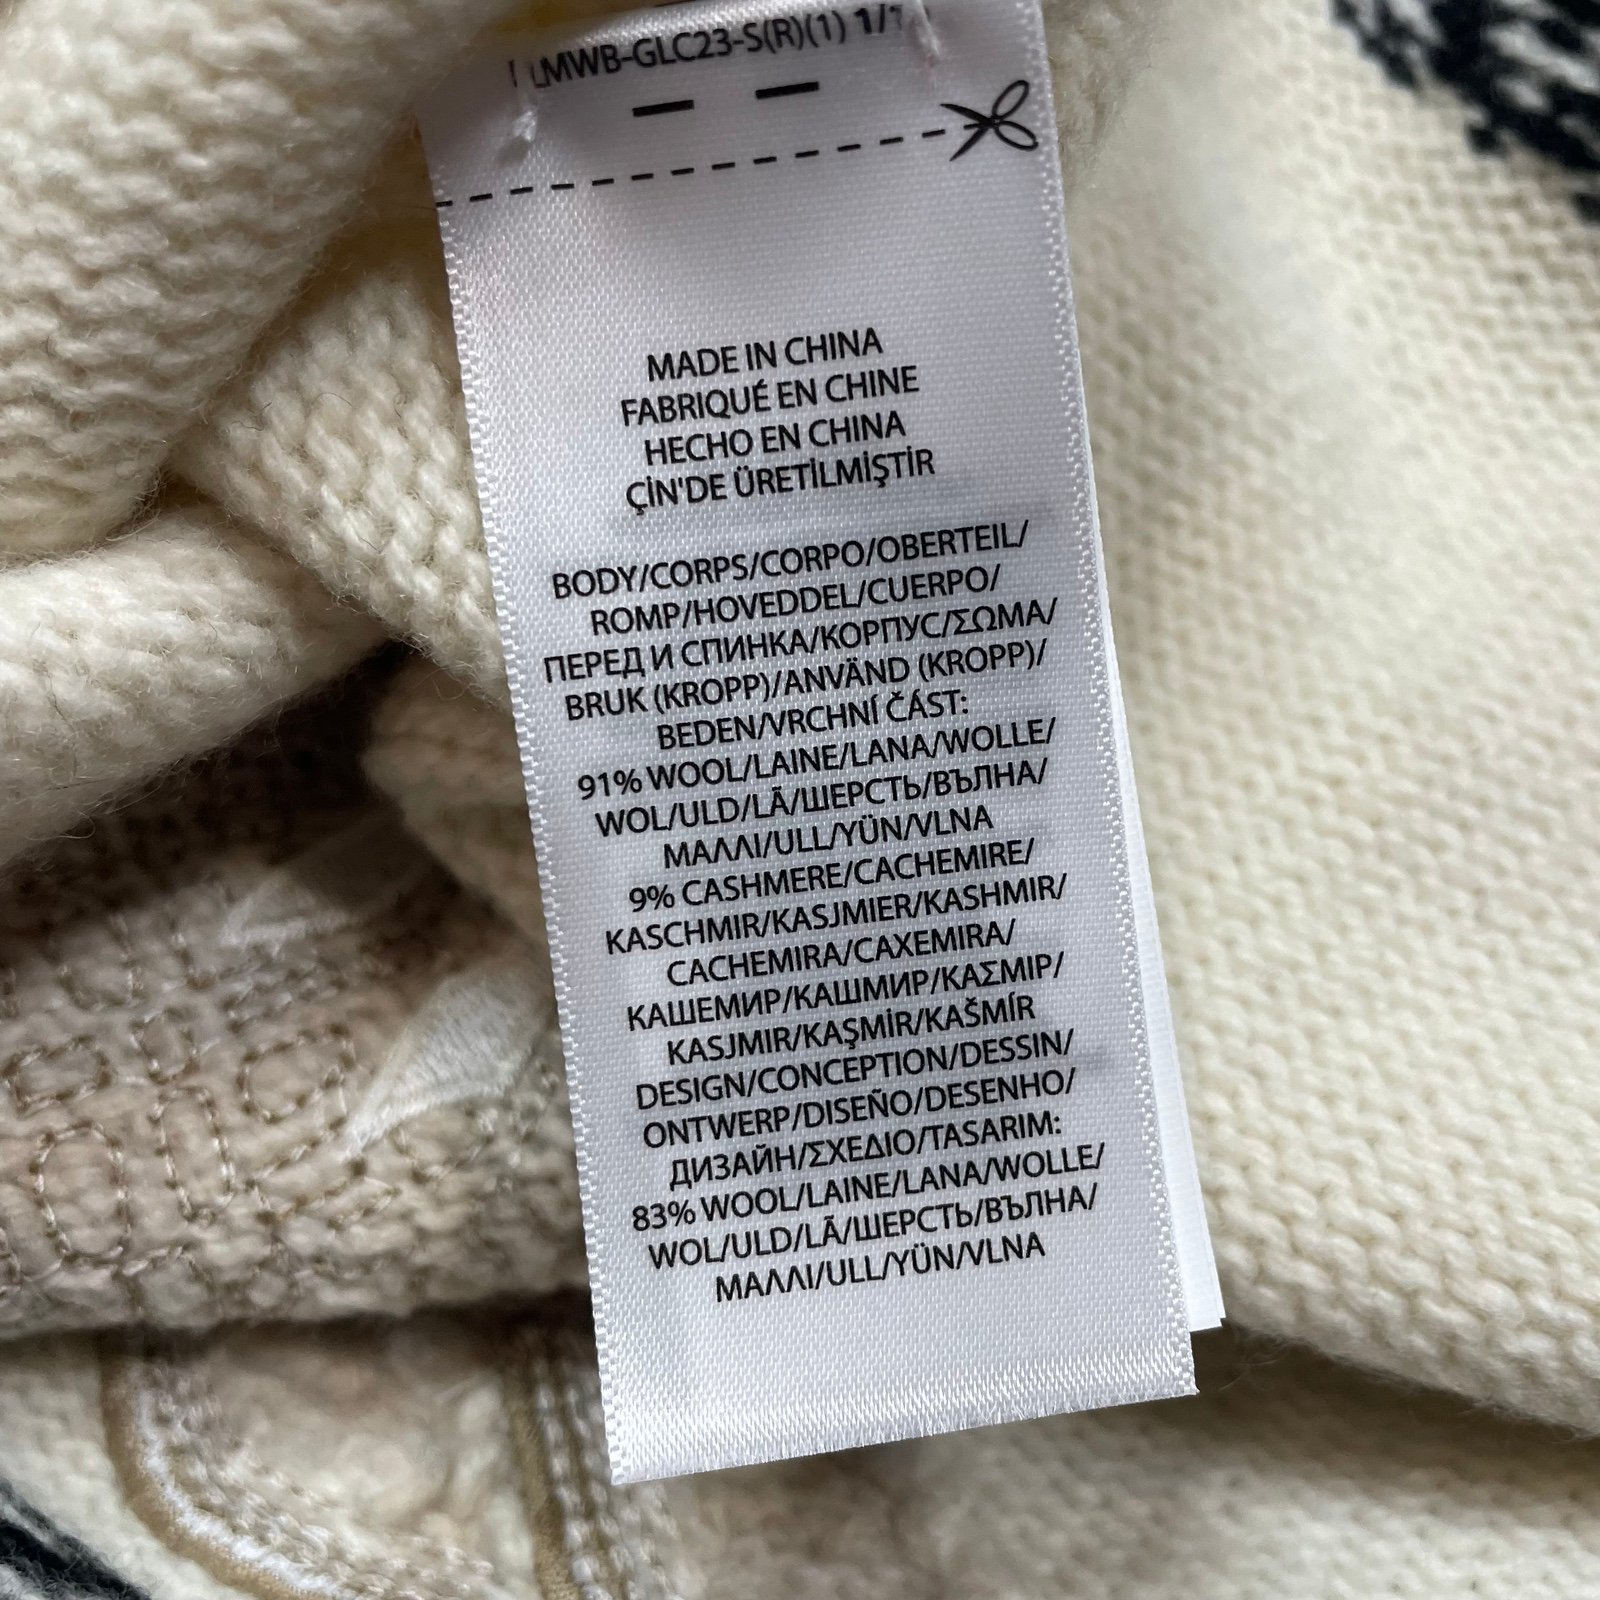 LMWB-GLC23-S(R)(1) 1/1
MADE IN CHINA
FABRIQUÉ EN CHINE
HECHO EN CHINA
ÇİN'DE ÜRETİLMİŞTİR
BODY/CORPS/CORPO/OBERTEIL/
ROMP/HOVEDDEL/CUERPO/
ПЕРЕД И СПИНКА/КОРПУС/ΣΩΜΑ/
BRUK (KROPP)/ANVÄND (KROPP)/
BEDEN/VRCHNÍ ČÁST:
91% WOOL/LAINE/LANA/WOLLE/
WOL/ULD/LÃ/ШЕРСТЬ/ВЪЛНА/
ΜΑΛΛΙ/ULL/YÜN/VLNA
9% CASHMERE/CACHEMIRE/
KASCHMIR/KASJMIER/KASHMIR/
CACHEMIRA/CAXEMIRA/
КАШЕМИР/КАШМИР/ΚΑΣΜΙΡ/
KASJMIR/KAŞMİR/KAŠMÍR
DESIGN/CONCEPTION/DESSIN/
ONTWERP/DISEÑO/DESENHO/
ДИЗАЙН/ΣΧΕΔΙΟ/TASARIM:
83% WOOL/LAINE/LANA/WOLLE/
WOL/ULD/LÃ/ШЕРСТЬ/ВЪЛНА/
ΜΑΛΛΙ/ULL/YÜN/VLNA